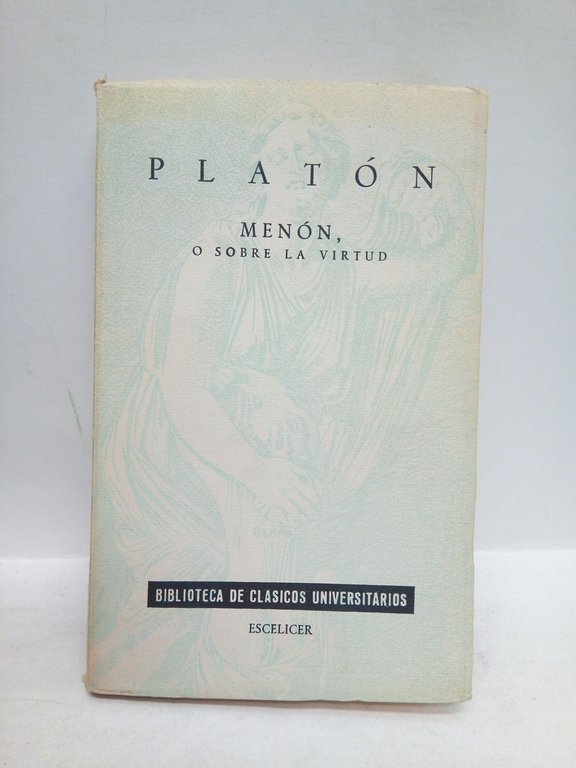 PLATÓN
MENÓN,
O SOBRE LA VIRTUD
BIBLIOTECA DE CLASICOS UNIVERSITARIOS
ESCELICER